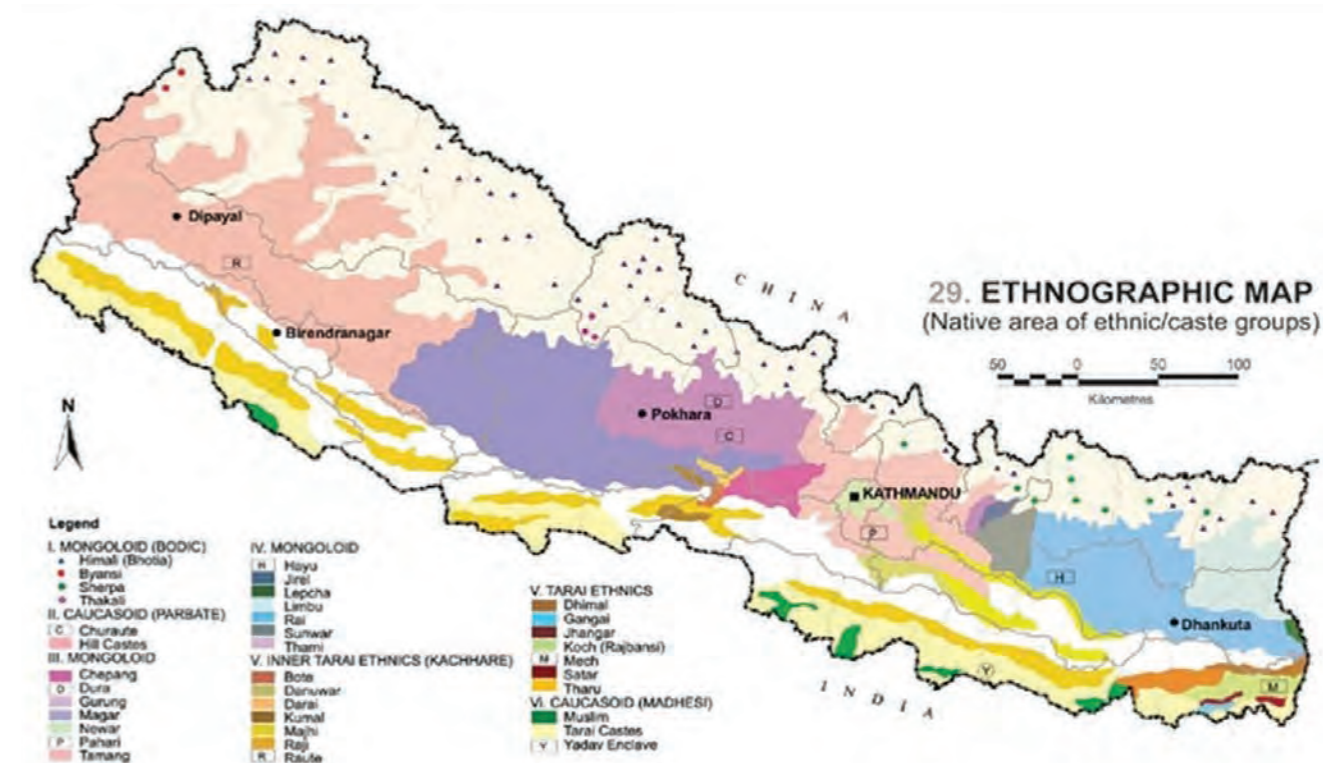 29. ETHNOGRAPHIC MAP
(Native area of ethnic/caste groups)
50 0 50 100
Kilometres
CHINA
INDIA
N
Dipayal
R
Birendranagar
D
Pokhara
C
KATHMANDU
P
H
Dhankuta
Y
M
Legend
I. MONGOLOID (BODIC)
Himali (Bhotia)
Byansi
Sherpa
Thakali
II. CAUCASOID (PARBATE)
C Churaute
Hill Castes
III. MONGOLOID
Chepang
D Dura
Gurung
Magar
Newar
P Pahari
Tamang
IV. MONGOLOID
H Hayu
Jirel
Lepcha
Limbu
Rai
Sunwar
Thami
V. INNER TARAI ETHNICS (KACHHARE)
Bote
Danuwar
Darai
Kumal
Majhi
Raji
R Raute
V. TARAI ETHNICS
Dhimal
Gangai
Jhangar
Koch (Rajbansi)
M Mech
Satar
Tharu
VI. CAUCASOID (MADHESI)
Muslim
Tarai Castes
Y Yadav Enclave